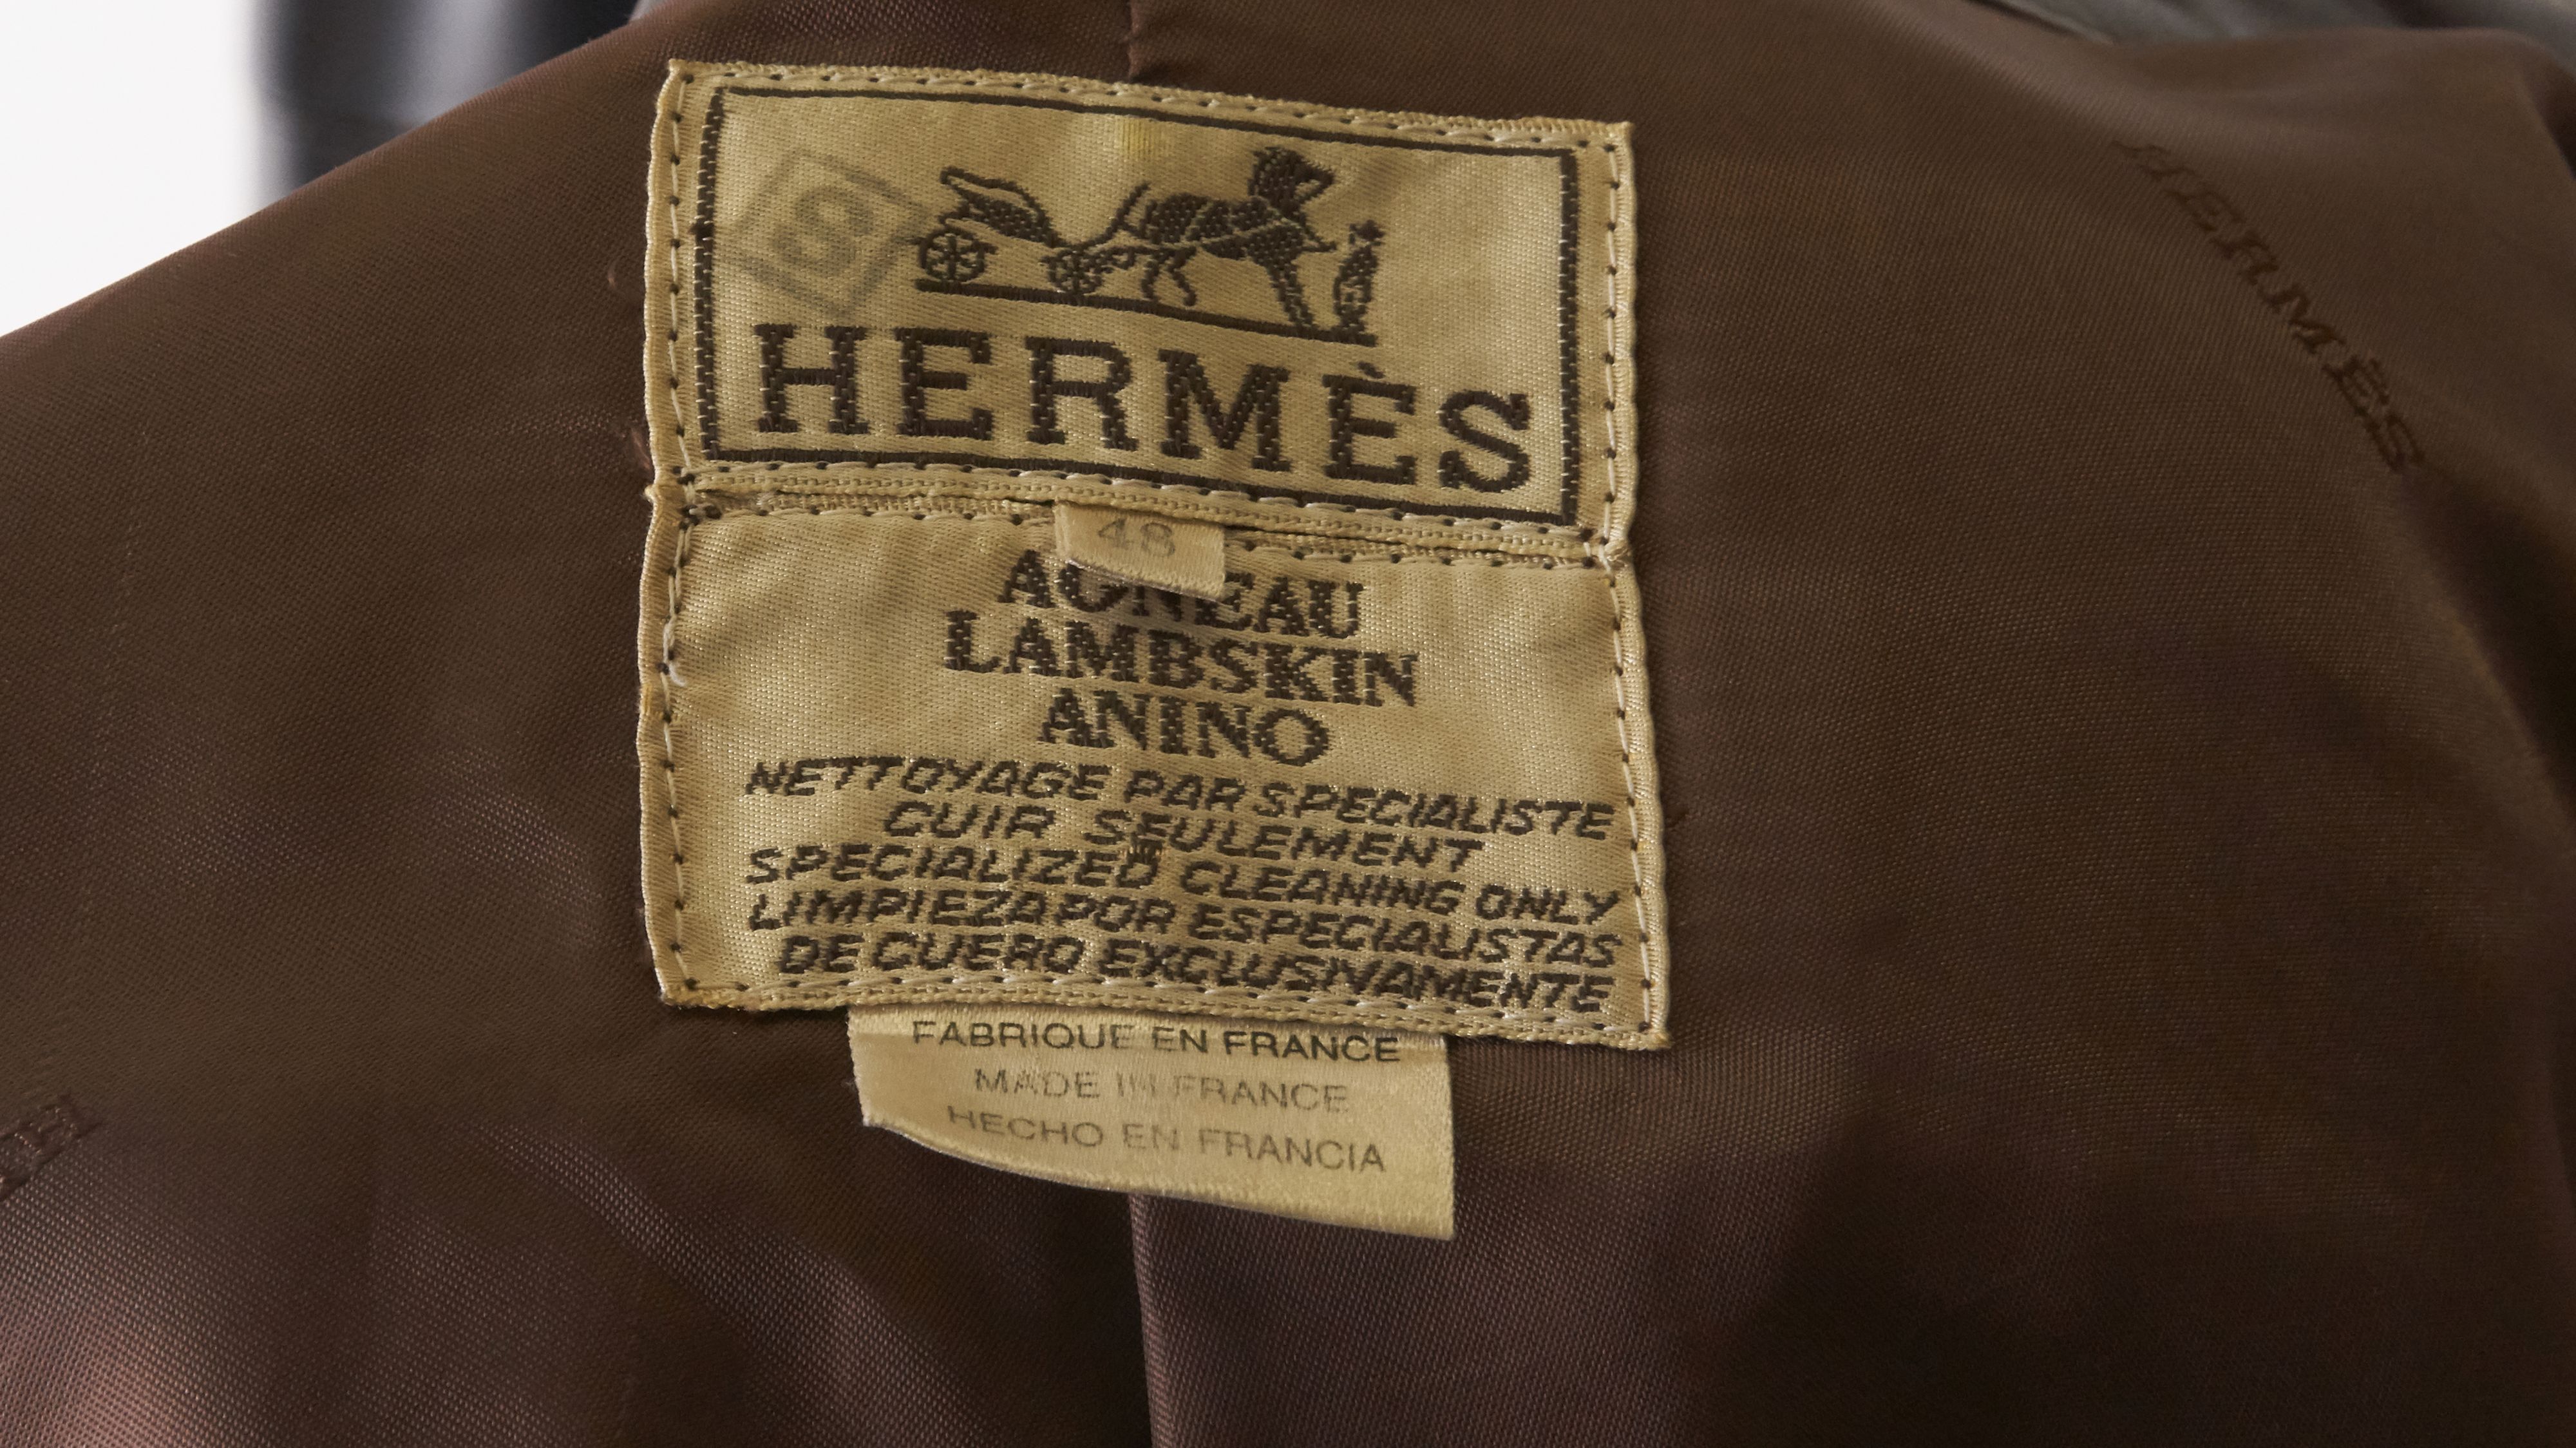 S
HERMÈS
48
AGNEAU
LAMBSKIN
ANINO
NETTOYAGE PAR SPECIALISTE
CUIR SEULEMENT
SPECIALIZED CLEANING ONLY
LIMPIEZA POR ESPECIALISTAS
DE CUERO EXCLUSIVAMENTE
FABRIQUE EN FRANCE
MADE IN FRANCE
HECHO EN FRANCIA
HERMÈS